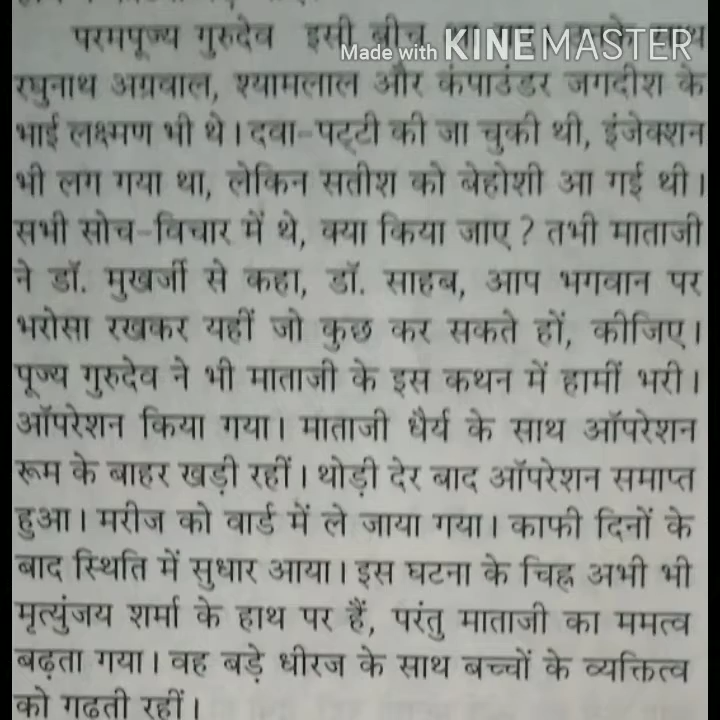 परमपूज्य गुरुदेव इसी बीच
Made with KINEMASTER
रघुनाथ अग्रवाल, श्यामलाल और कंपाउंडर जगदीश के
भाई लक्ष्मण भी थे। दवा-पट्टी की जा चुकी थी, इंजेक्शन
भी लग गया था, लेकिन सतीश को बेहोशी आ गई थी।
सभी सोच-विचार में थे, क्या किया जाए ? तभी माताजी
ने डॉ. मुखर्जी से कहा, डॉ. साहब, आप भगवान पर
भरोसा रखकर यहीं जो कुछ कर सकते हों, कीजिए।
पूज्य गुरुदेव ने भी माताजी के इस कथन में हामीं भरी।
ऑपरेशन किया गया। माताजी धैर्य के साथ ऑपरेशन
रूम के बाहर खड़ी रहीं। थोड़ी देर बाद ऑपरेशन समाप्त
हुआ। मरीज को वार्ड में ले जाया गया। काफी दिनों के
बाद स्थिति में सुधार आया। इस घटना के चिह्न अभी भी
मृत्युंजय शर्मा के हाथ पर हैं, परंतु माताजी का ममत्व
बढ़ता गया। वह बड़े धीरज के साथ बच्चों के व्यक्तित्व
को गढ़ती रहीं।